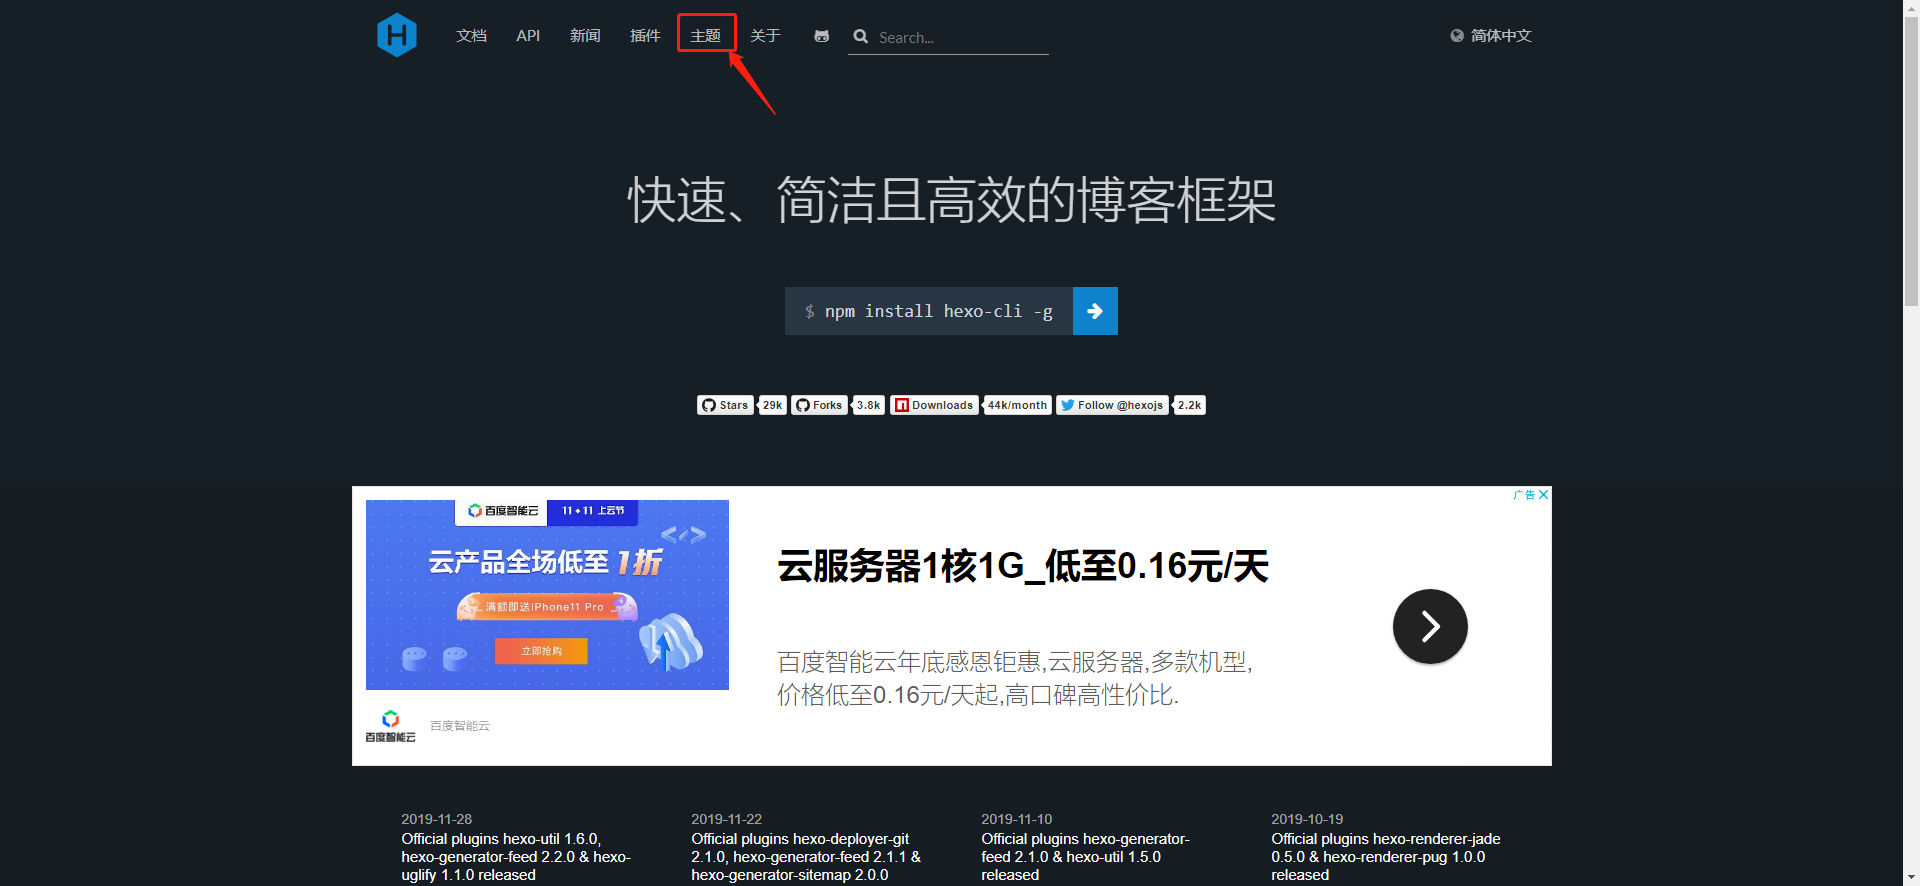 H
文档 API 新闻 插件 主题 关于 Search... 简体中文
快速、简洁且高效的博客框架
$ npm install hexo-cli -g
Stars 29k Forks 3.8k Downloads 44k/month Follow @hexojs 2.2k
广告
百度智能云 11•11 上云节
云产品全场低至 1折
满额即送iPhone11 Pro
立即抢购
百度智能云
百度智能云
云服务器1核1G_低至0.16元/天
百度智能云年底感恩钜惠,云服务器,多款机型,
价格低至0.16元/天起,高口碑高性价比.
2019-11-28
Official plugins hexo-util 1.6.0,
hexo-generator-feed 2.2.0 & hexo-
uglify 1.1.0 released
2019-11-22
Official plugins hexo-deployer-git
2.1.0, hexo-generator-feed 2.1.1 &
hexo-generator-sitemap 2.0.0
2019-11-10
Official plugins hexo-generator-
feed 2.1.0 & hexo-util 1.5.0
released
2019-10-19
Official plugins hexo-renderer-jade
0.5.0 & hexo-renderer-pug 1.0.0
released